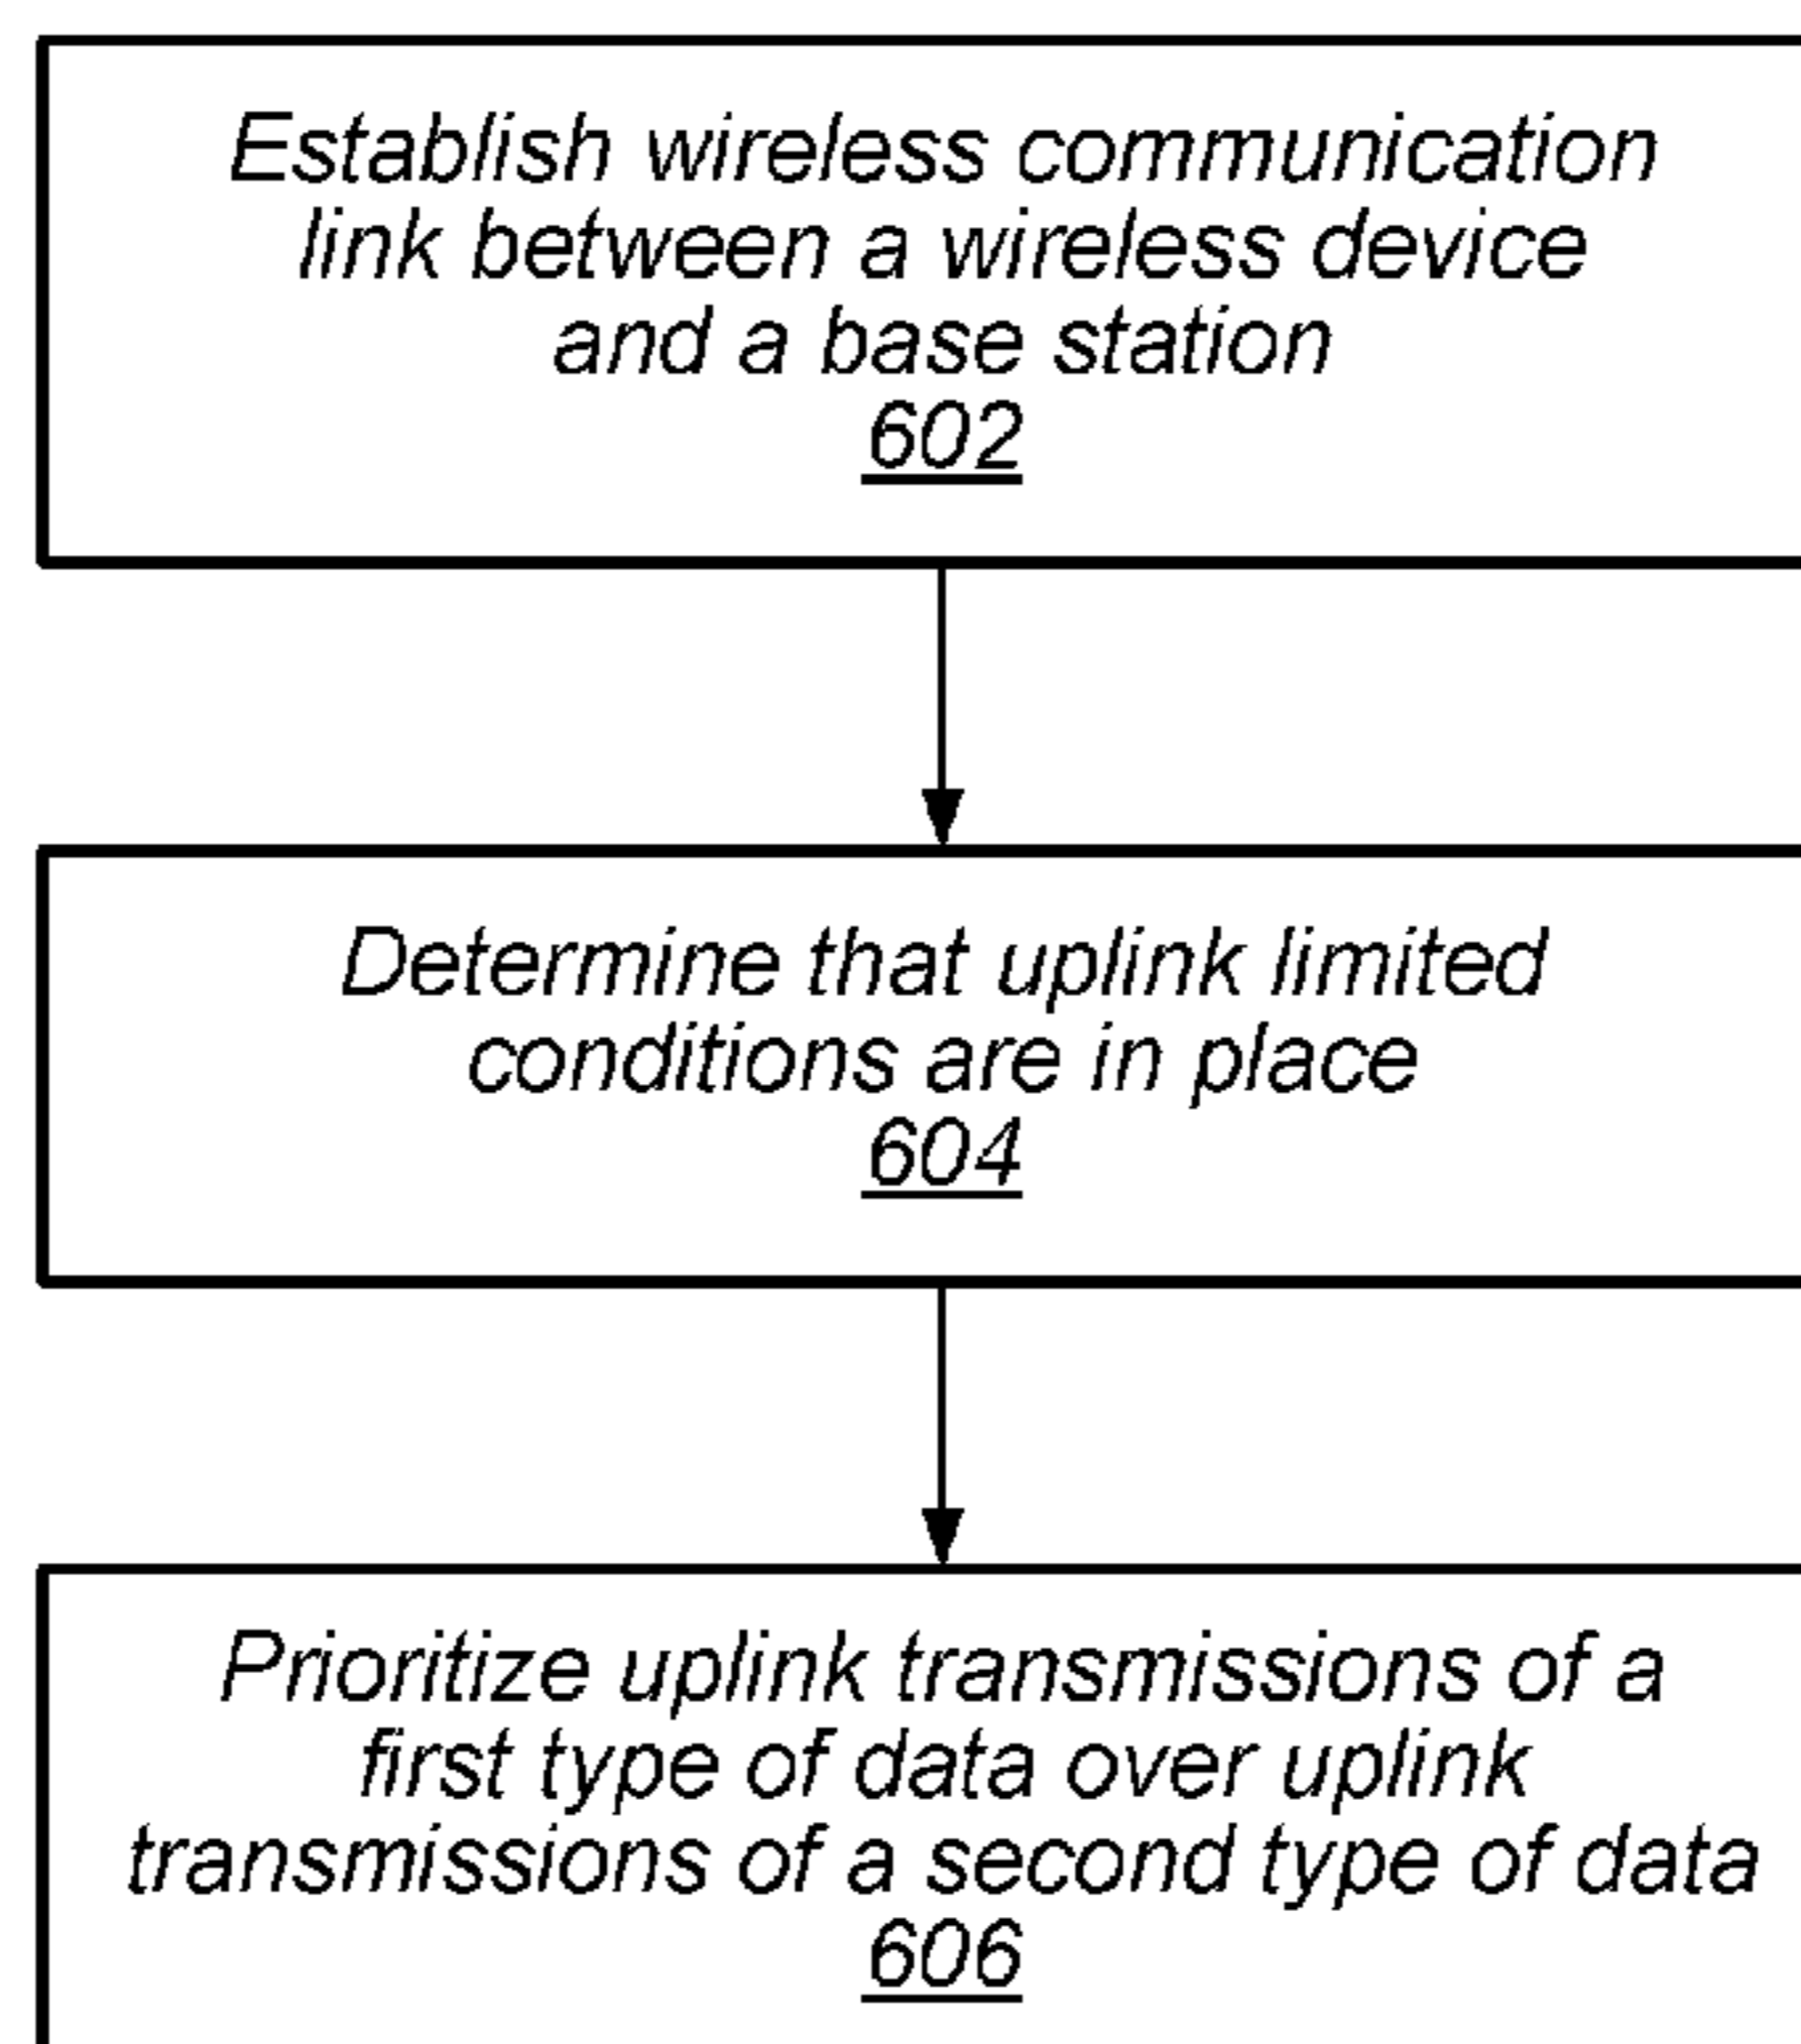 Establish wireless communication
link between a wireless device
and a base station
602
Determine that uplink limited
conditions are in place
604
Prioritize uplink transmissions of a
first type of data over uplink
transmissions of a second type of data
606